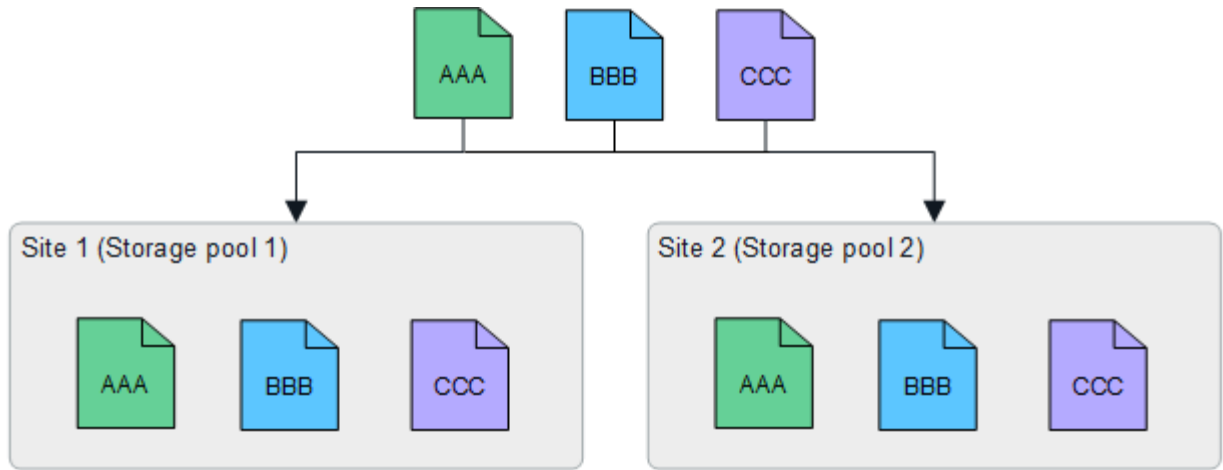 AAA
BBB
CCC
Site 1 (Storage pool 1)
AAA
BBB
CCC
Site 2 (Storage pool 2)
AAA
BBB
CCC